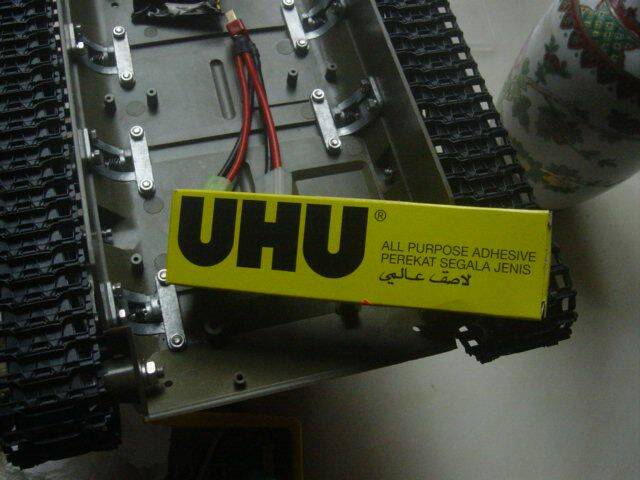 UHU®
ALL PURPOSE ADHESIVE
PEREKAT SEGALA JENIS
لاصق عالمي